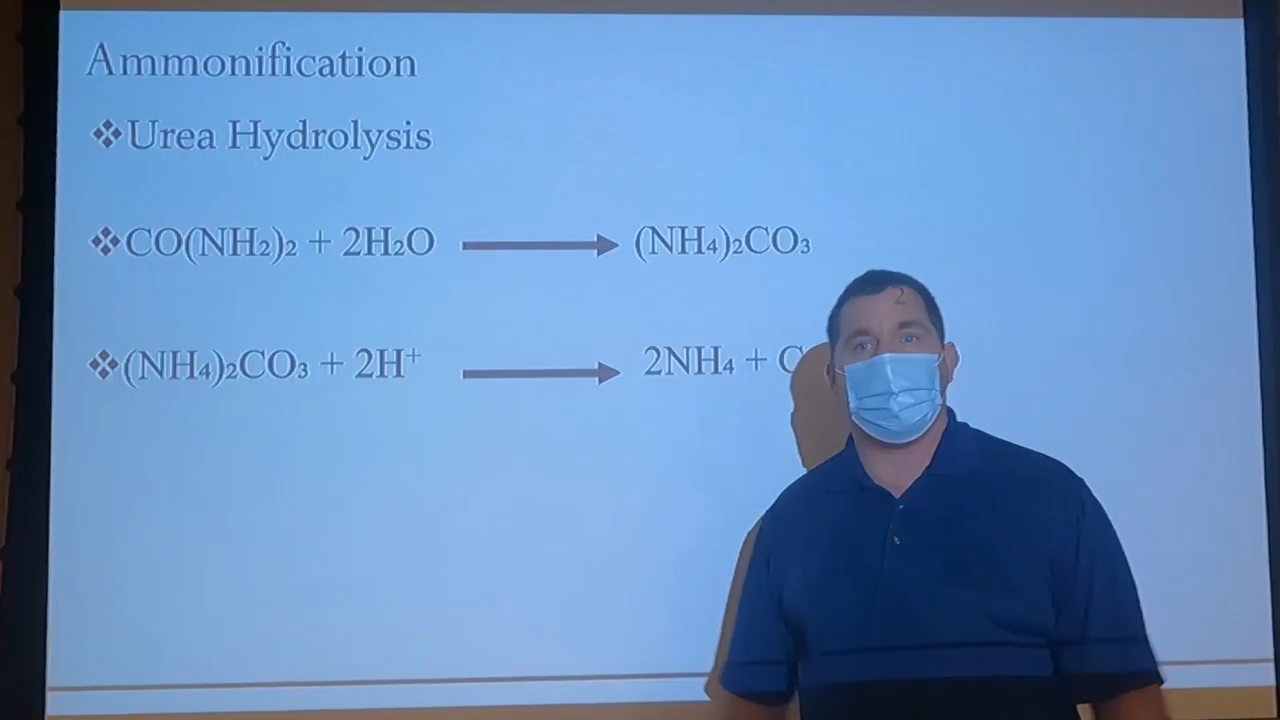 Ammonification
❖Urea Hydrolysis
❖CO(NH₂)₂ + 2H₂O ⟶ (NH₄)₂CO₃
❖(NH₄)₂CO₃ + 2H⁺ ⟶ 2NH₄ + C